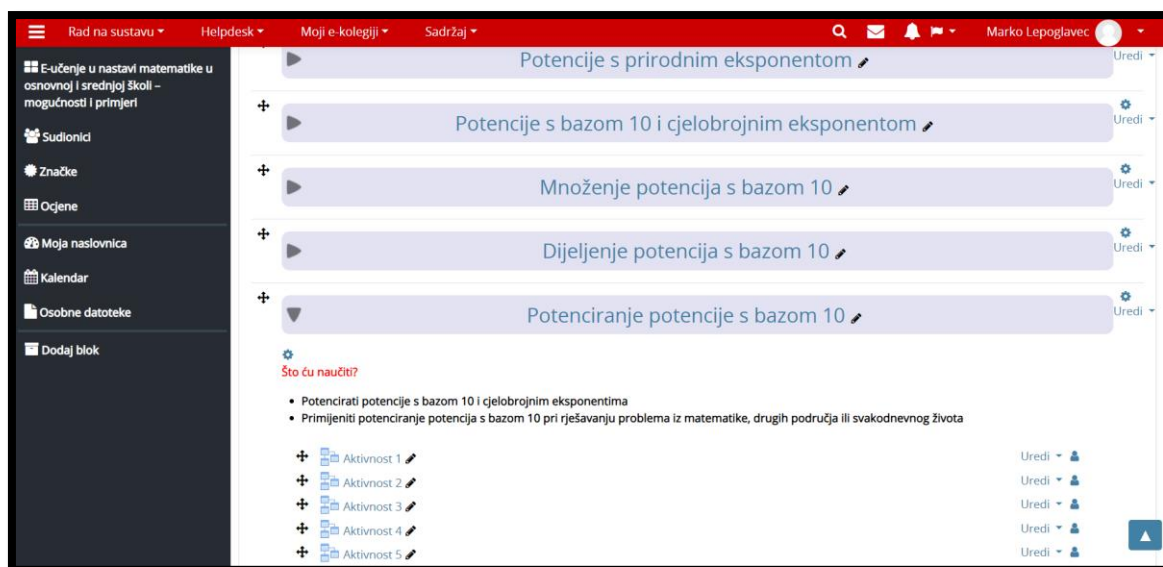 Rad na sustavu
Helpdesk
Moji e-kolegiji
Sadržaj
Marko Lepoglavec
E-učenje u nastavi matematike u
osnovnoj i srednjoj školi –
mogućnosti i primjeri
Sudionici
Značke
Ocjene
Moja naslovnica
Kalendar
Osobne datoteke
Dodaj blok
Potencije s prirodnim eksponentom
Uredi
Potencije s bazom 10 i cjelobrojnim eksponentom
Uredi
Množenje potencija s bazom 10
Uredi
Dijeljenje potencija s bazom 10
Uredi
Potenciranje potencije s bazom 10
Uredi
Što ću naučiti?
• Potencirati potencije s bazom 10 i cjelobrojnim eksponentima
• Primijeniti potenciranje potencija s bazom 10 pri rješavanju problema iz matematike, drugih područja ili svakodnevnog života
Aktivnost 1 Uredi
Aktivnost 2 Uredi
Aktivnost 3 Uredi
Aktivnost 4 Uredi
Aktivnost 5 Uredi